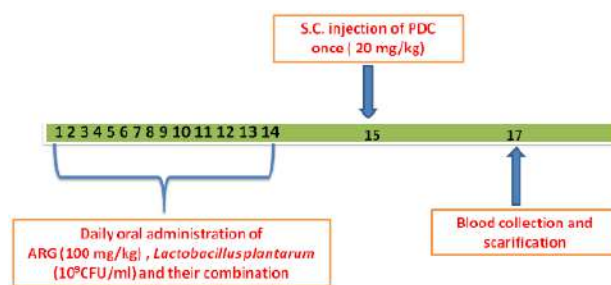 S.C. injection of PDC
once ( 20 mg/kg)
1 2 3 4 5 6 7 8 9 10 11 12 13 14 15 17
Daily oral administration of
ARG (100 mg/kg) , Lactobacillus plantarum
(10⁹CFU/ml) and their combination
Blood collection and
scarification